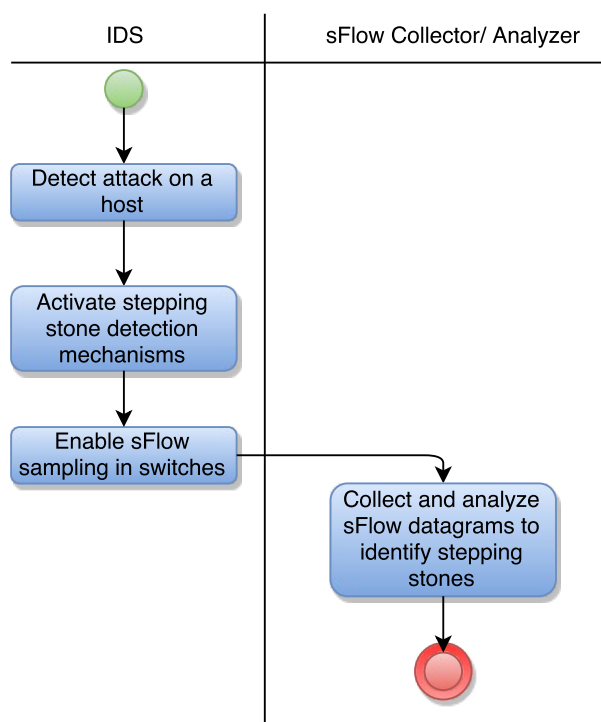 IDS
sFlow Collector/ Analyzer
Detect attack on a
host
Activate stepping
stone detection
mechanisms
Enable sFlow
sampling in switches
Collect and analyze
sFlow datagrams to
identify stepping
stones